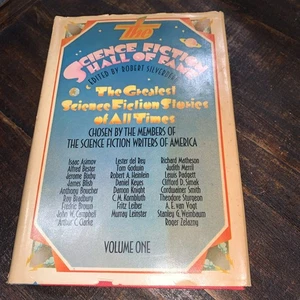 The
SCIENCE FICTION
HALL OF FAME
EDITED BY ROBERT SILVERBERG
The Greatest
Science Fiction Stories
of All Times
CHOSEN BY THE MEMBERS OF
THE SCIENCE FICTION WRITERS OF AMERICA
Isaac Asimov
Alfred Bester
Jerome Bixby
James Blish
Anthony Boucher
Ray Bradbury
Fredric Brown
John W. Campbell
Arthur C. Clarke
Lester del Rey
Tom Godwin
Robert A. Heinlein
Daniel Keyes
Damon Knight
C.M. Kornbluth
Fritz Leiber
Murray Leinster
Richard Matheson
Judith Merril
Lewis Padgett
Clifford D. Simak
Cordwainer Smith
Theodore Sturgeon
A.E. van Vogt
Stanley G. Weinbaum
Roger Zelazny
VOLUME ONE